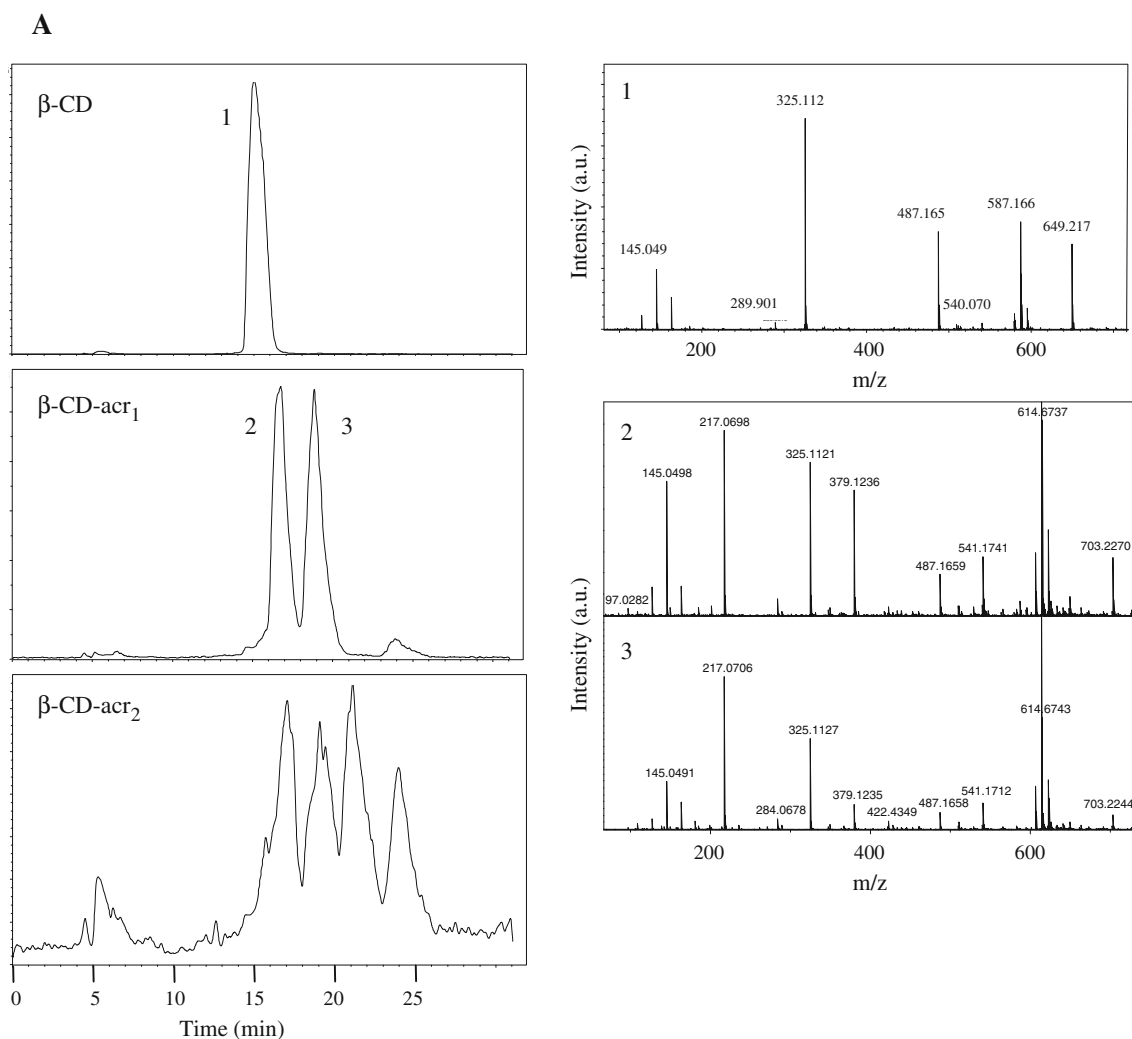 A
β-CD
1
β-CD-acr1
2 3
β-CD-acr2
0 5 10 15 20 25
Time (min)
1
325.112
487.165
587.166
649.217
145.049
289.901
540.070
Intensity (a.u.)
200 400 600
m/z
2
614.6737
217.0698
145.0498
325.1121
379.1236
541.1741
487.1659
703.2270
97.0282
3
217.0706
614.6743
325.1127
145.0491
284.0678
379.1235
422.4349
487.1658
541.1712
703.2244
Intensity (a.u.)
200 400 600
m/z